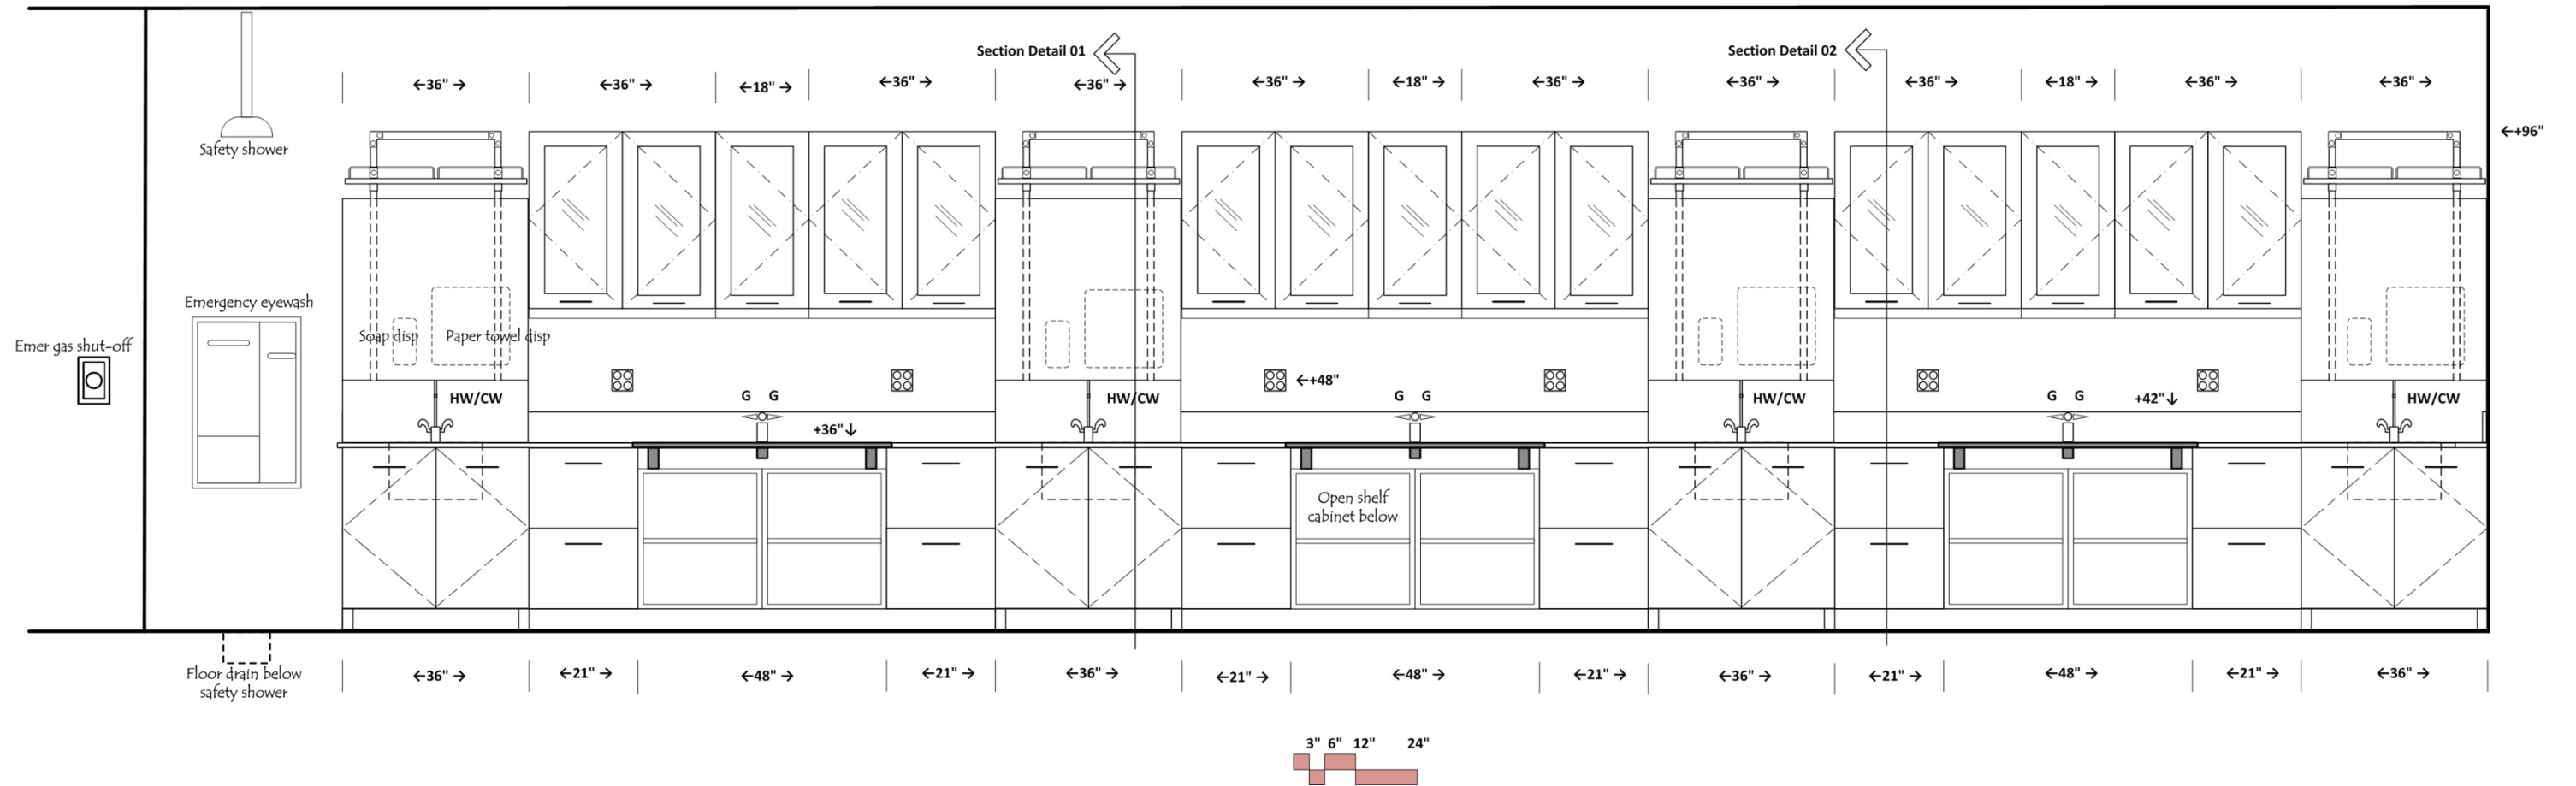 Section Detail 01
Section Detail 02
←36" →
←36" →
←18" →
←36" →
←36" →
←36" →
←18" →
←36" →
←36" →
←36" →
←18" →
←36" →
←36" →
←+96"
Safety shower
Emergency eyewash
Emer gas shut-off
Soap disp
Paper towel disp
←+48"
HW/CW
G G
HW/CW
G G
HW/CW
G G
+42"↓
HW/CW
+36"↓
Open shelf
cabinet below
Floor drain below
safety shower
←36" →
←21" →
←48" →
←21" →
←36" →
←21" →
←48" →
←21" →
←36" →
←21" →
←48" →
←21" →
←36" →
3" 6" 12" 24"